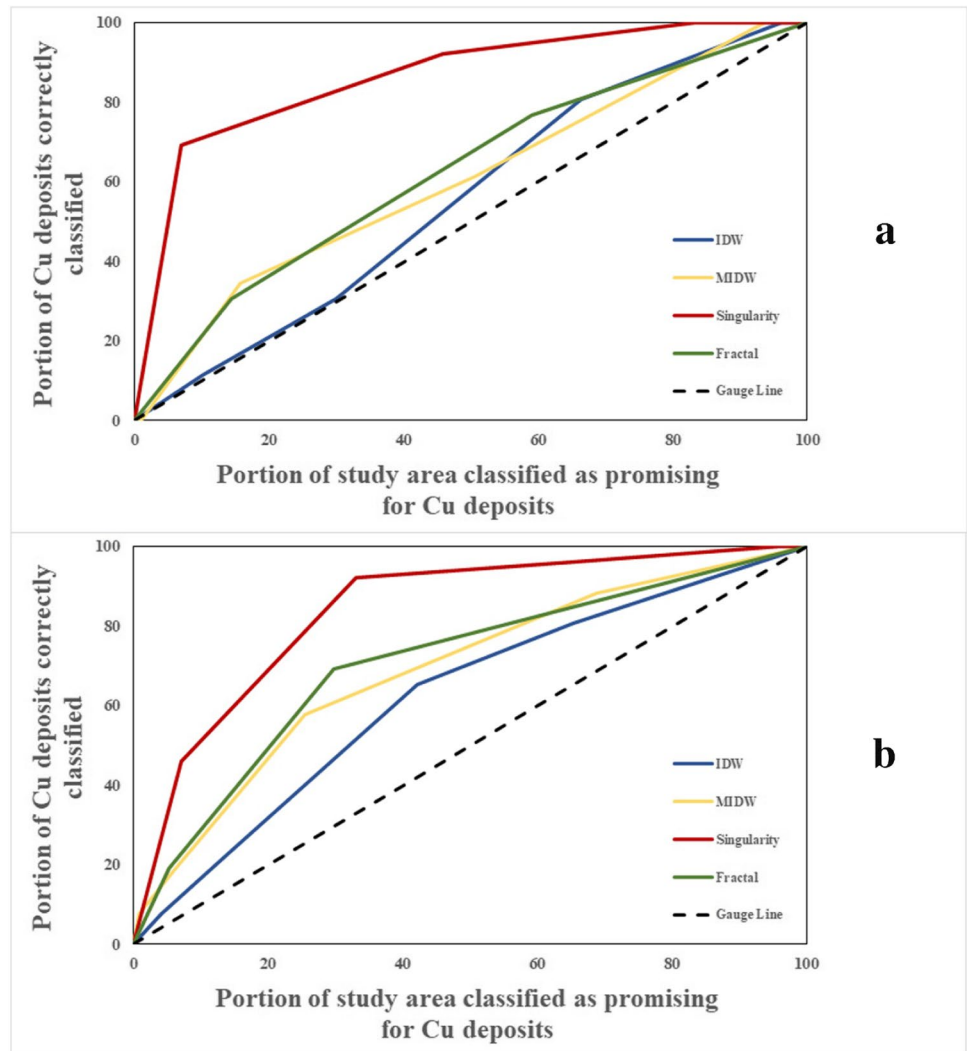 100
80
60
40
20
0
Portion of Cu deposits correctly
classified
IDW
MIDW
Singularity
Fractal
Gauge Line
a
0 20 40 60 80 100
Portion of study area classified as promising
for Cu deposits
100
80
60
40
20
0
Portion of Cu deposits correctly
classified
IDW
MIDW
Singularity
Fractal
Gauge Line
b
0 20 40 60 80 100
Portion of study area classified as promising
for Cu deposits